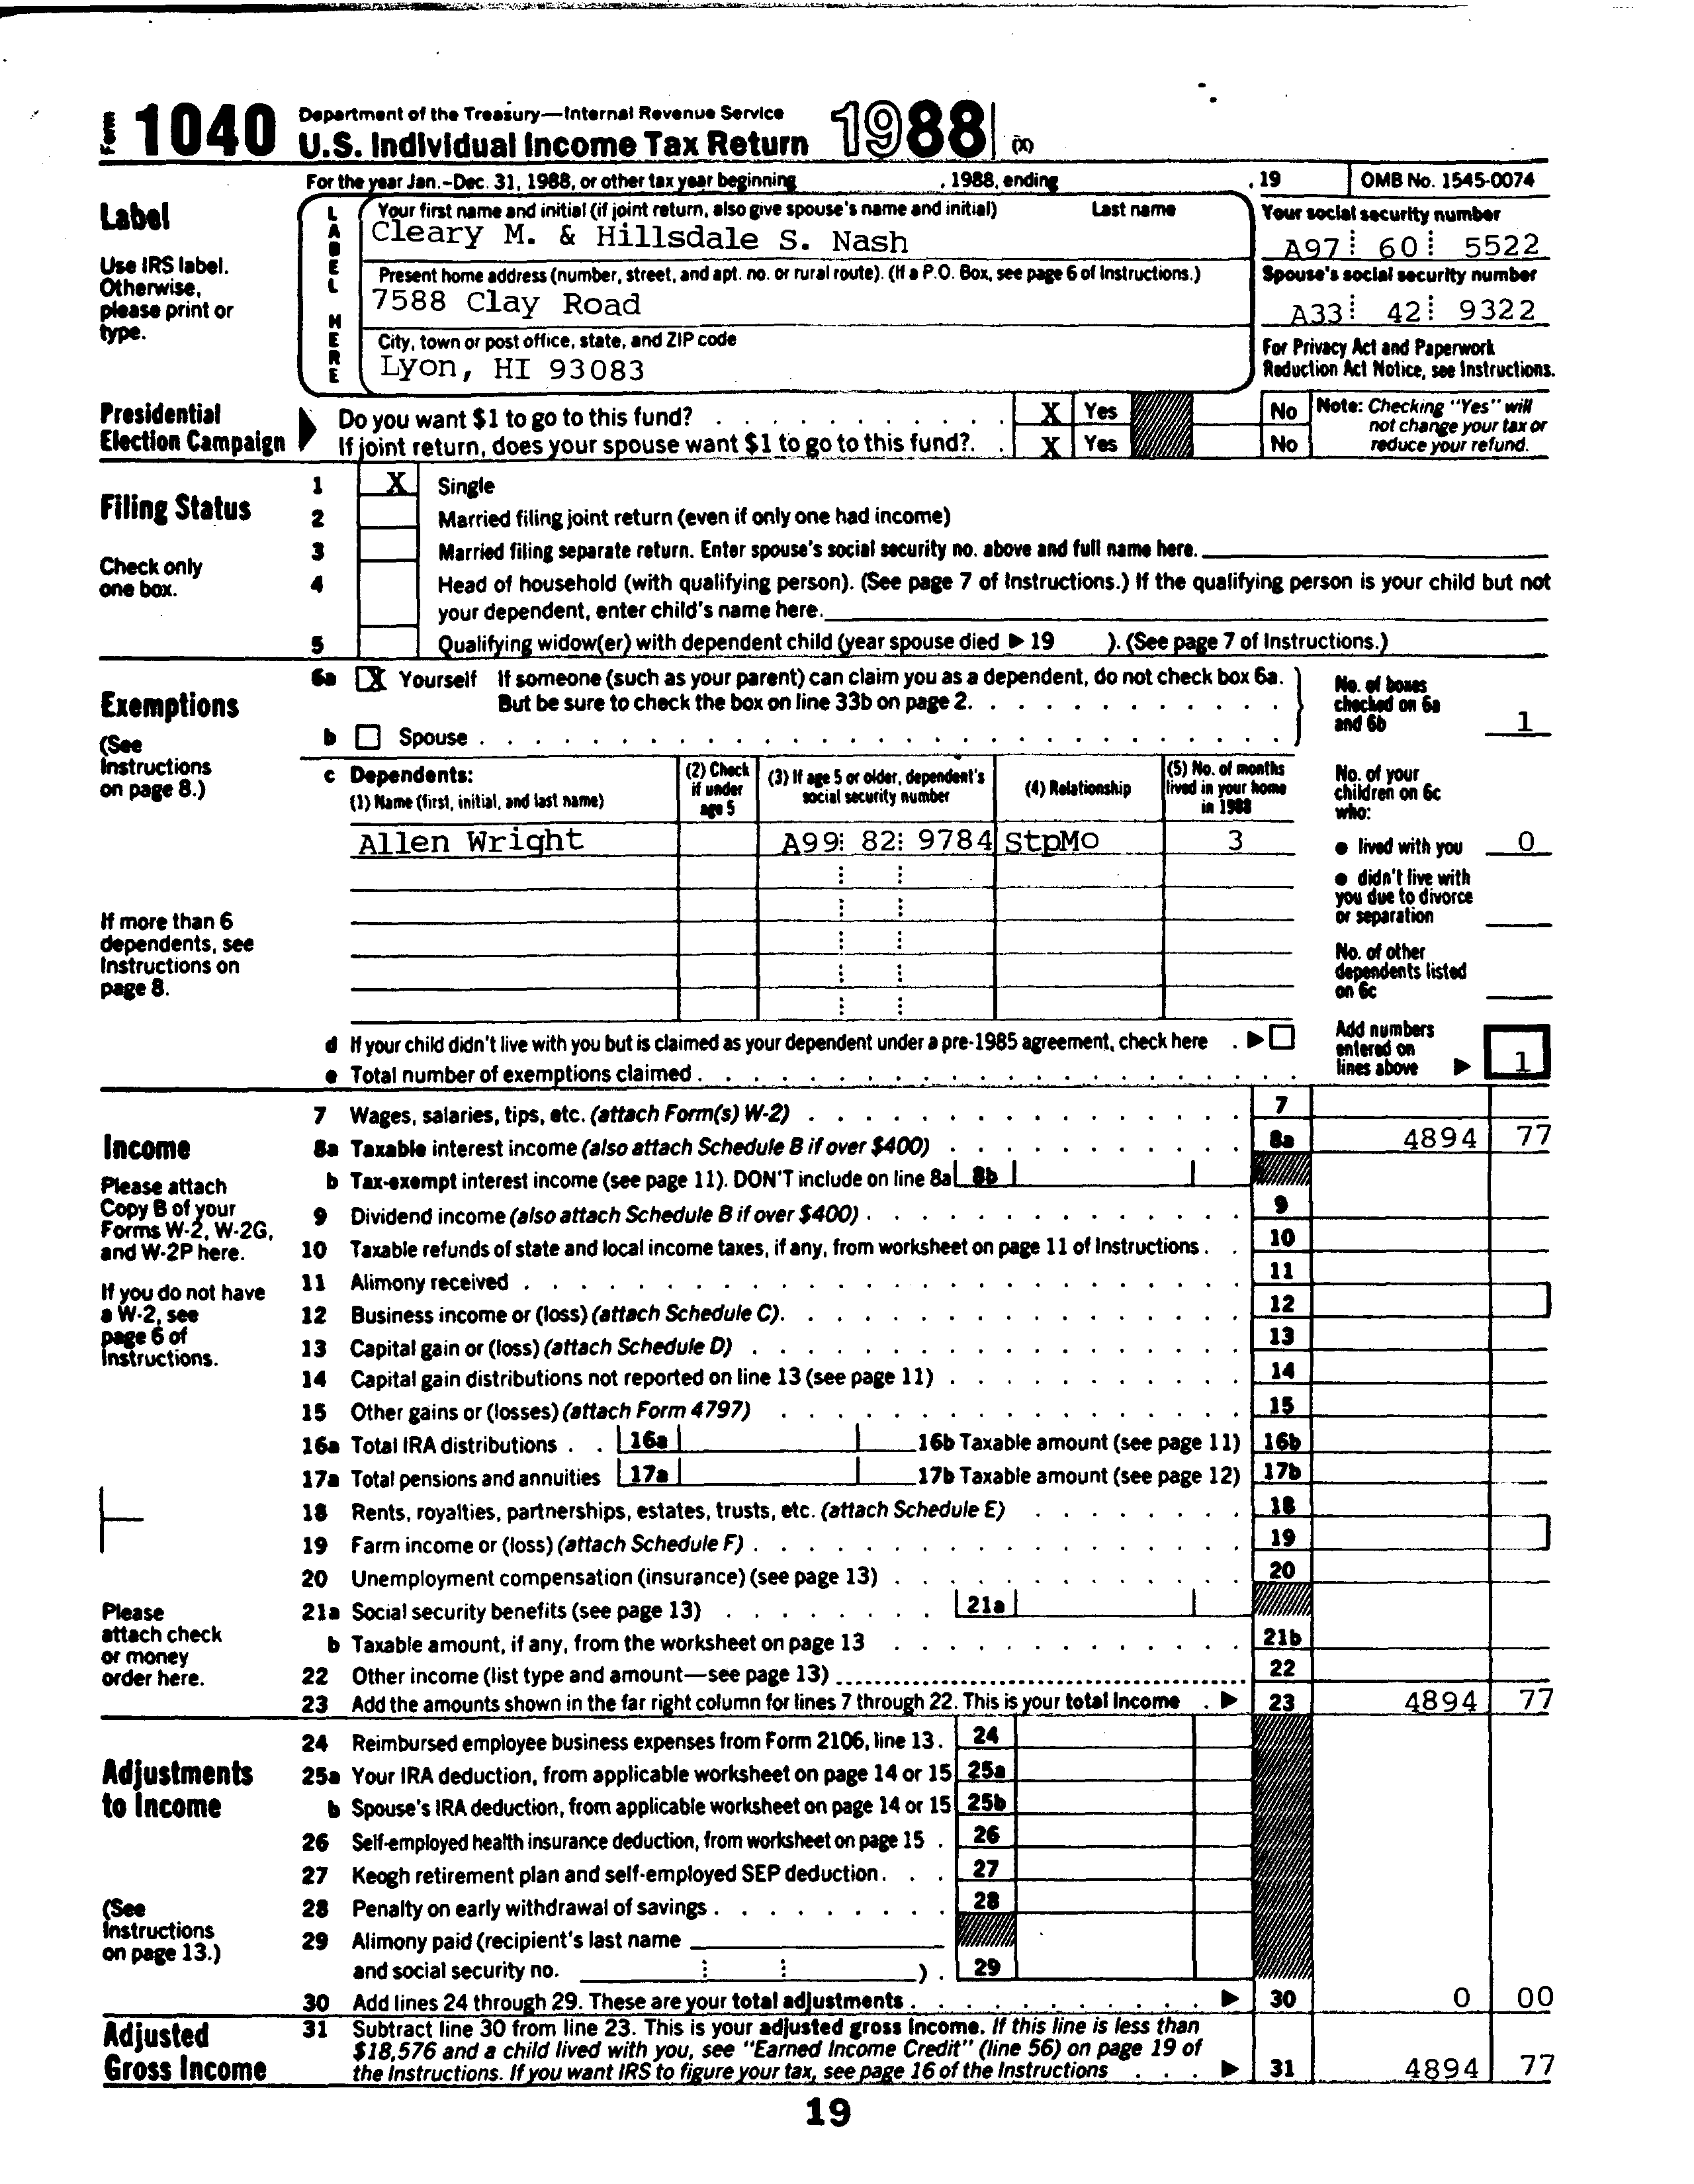 Form 1040 Department of the Treasury—Internal Revenue Service
U.S. Individual Income Tax Return 1988 (X)
For the year Jan.-Dec. 31, 1988, or other tax year beginning , 1988, ending , 19 OMB No. 1545-0074
Label
Use IRS label.
Otherwise,
please print or
type.
LABEL HERE
Your first name and initial (if joint return, also give spouse's name and initial) Last name
Cleary M. & Hillsdale S. Nash
Your social security number
A97 60 5522
Present home address (number, street, and apt. no. or rural route). (If a P.O. Box, see page 6 of Instructions.)
7588 Clay Road
Spouse's social security number
A33 42 9322
City, town or post office, state, and ZIP code
Lyon, HI 93083
For Privacy Act and Paperwork
Reduction Act Notice, see Instructions.
Presidential
Election Campaign
Do you want $1 to go to this fund? X Yes No
If joint return, does your spouse want $1 to go to this fund? X Yes No
Note: Checking "Yes" will
not change your tax or
reduce your refund.
Filing Status
Check only
one box.
1 X Single
2 Married filing joint return (even if only one had income)
3 Married filing separate return. Enter spouse's social security no. above and full name here.
4 Head of household (with qualifying person). (See page 7 of Instructions.) If the qualifying person is your child but not
your dependent, enter child's name here.
5 Qualifying widow(er) with dependent child (year spouse died ▶ 19 ). (See page 7 of Instructions.)
Exemptions
(See
Instructions
on page 8.)
6a X Yourself If someone (such as your parent) can claim you as a dependent, do not check box 6a.
But be sure to check the box on line 33b on page 2.
b Spouse
No. of boxes
checked on 6a
and 6b 1
c Dependents:
(1) Name (first, initial, and last name)
(2) Check
if under
age 5
(3) If age 5 or older, dependent's
social security number
(4) Relationship
(5) No. of months
lived in your home
in 1988
Allen Wright A99 82 9784 StpMo 3
No. of your
children on 6c
who:
● lived with you 0
● didn't live with
you due to divorce
or separation
No. of other
dependents listed
on 6c
If more than 6
dependents, see
Instructions on
page 8.
d If your child didn't live with you but is claimed as your dependent under a pre-1985 agreement, check here ▶
e Total number of exemptions claimed
Add numbers
entered on
lines above ▶ 1
Income
Please attach
Copy B of your
Forms W-2, W-2G,
and W-2P here.
If you do not have
a W-2, see
page 6 of
Instructions.
Please
attach check
or money
order here.
7 Wages, salaries, tips, etc. (attach Form(s) W-2) 7
8a Taxable interest income (also attach Schedule B if over $400) 8a 4894 77
b Tax-exempt interest income (see page 11). DON'T include on line 8a 8b
9 Dividend income (also attach Schedule B if over $400) 9
10 Taxable refunds of state and local income taxes, if any, from worksheet on page 11 of Instructions 10
11 Alimony received 11
12 Business income or (loss) (attach Schedule C) 12
13 Capital gain or (loss) (attach Schedule D) 13
14 Capital gain distributions not reported on line 13 (see page 11) 14
15 Other gains or (losses) (attach Form 4797) 15
16a Total IRA distributions 16a 16b Taxable amount (see page 11) 16b
17a Total pensions and annuities 17a 17b Taxable amount (see page 12) 17b
18 Rents, royalties, partnerships, estates, trusts, etc. (attach Schedule E) 18
19 Farm income or (loss) (attach Schedule F) 19
20 Unemployment compensation (insurance) (see page 13) 20
21a Social security benefits (see page 13) 21a
b Taxable amount, if any, from the worksheet on page 13 21b
22 Other income (list type and amount—see page 13) 22
23 Add the amounts shown in the far right column for lines 7 through 22. This is your total income ▶ 23 4894 77
Adjustments
to Income
(See
Instructions
on page 13.)
24 Reimbursed employee business expenses from Form 2106, line 13. 24
25a Your IRA deduction, from applicable worksheet on page 14 or 15 25a
b Spouse's IRA deduction, from applicable worksheet on page 14 or 15 25b
26 Self-employed health insurance deduction, from worksheet on page 15 26
27 Keogh retirement plan and self-employed SEP deduction 27
28 Penalty on early withdrawal of savings 28
29 Alimony paid (recipient's last name
and social security no. ). 29
30 Add lines 24 through 29. These are your total adjustments ▶ 30 0 00
Adjusted
Gross Income
31 Subtract line 30 from line 23. This is your adjusted gross income. If this line is less than
$18,576 and a child lived with you, see "Earned Income Credit" (line 56) on page 19 of
the Instructions. If you want IRS to figure your tax, see page 16 of the Instructions ▶ 31 4894 77
19